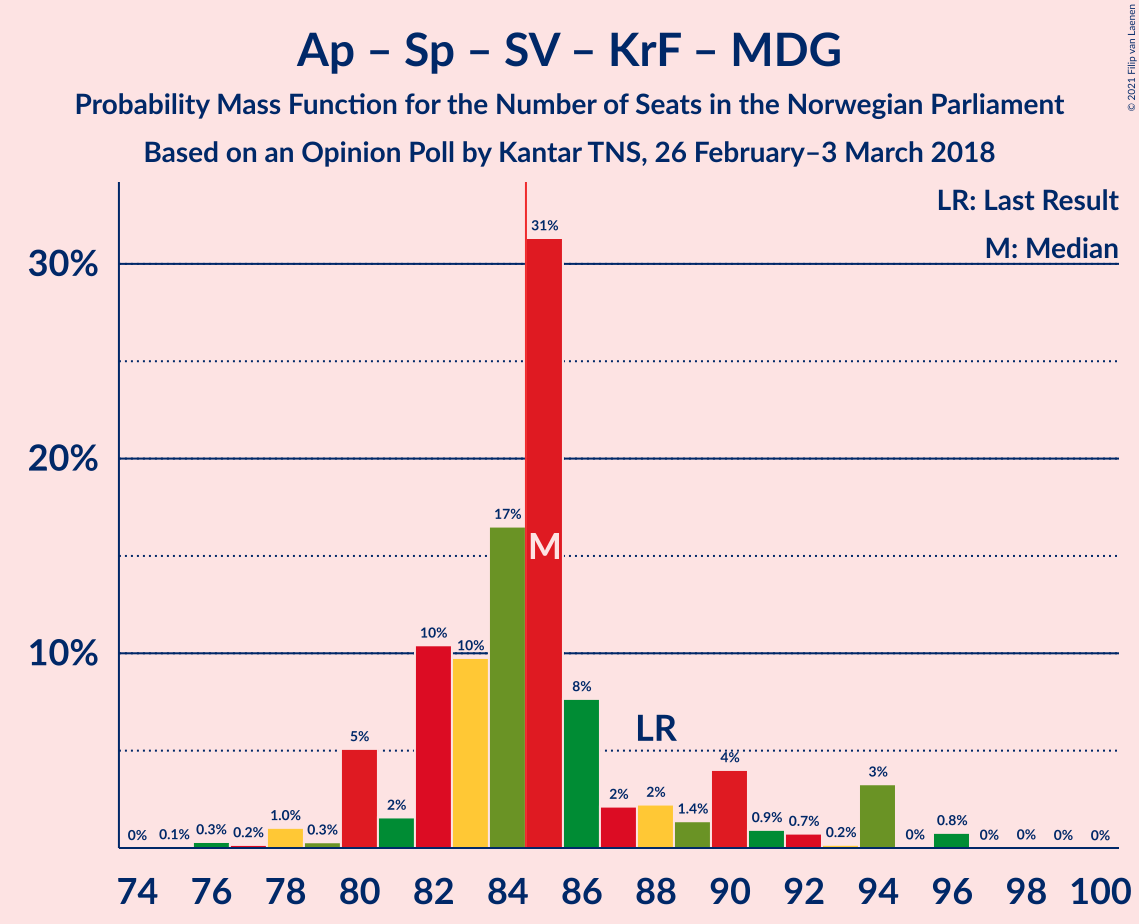 Ap – Sp – SV – KrF – MDG
Probability Mass Function for the Number of Seats in the Norwegian Parliament
Based on an Opinion Poll by Kantar TNS, 26 February–3 March 2018
© 2021 Filip van Laenen
LR: Last Result
M: Median
30%
20%
10%
0% 0.1% 0.3% 0.2% 1.0% 0.3% 5% 2% 10% 10% 17% 31% 8% 2% 2% 1.4% 4% 0.9% 0.7% 0.2% 3% 0% 0.8% 0% 0% 0% 0%
M
LR
74 76 78 80 82 84 86 88 90 92 94 96 98 100